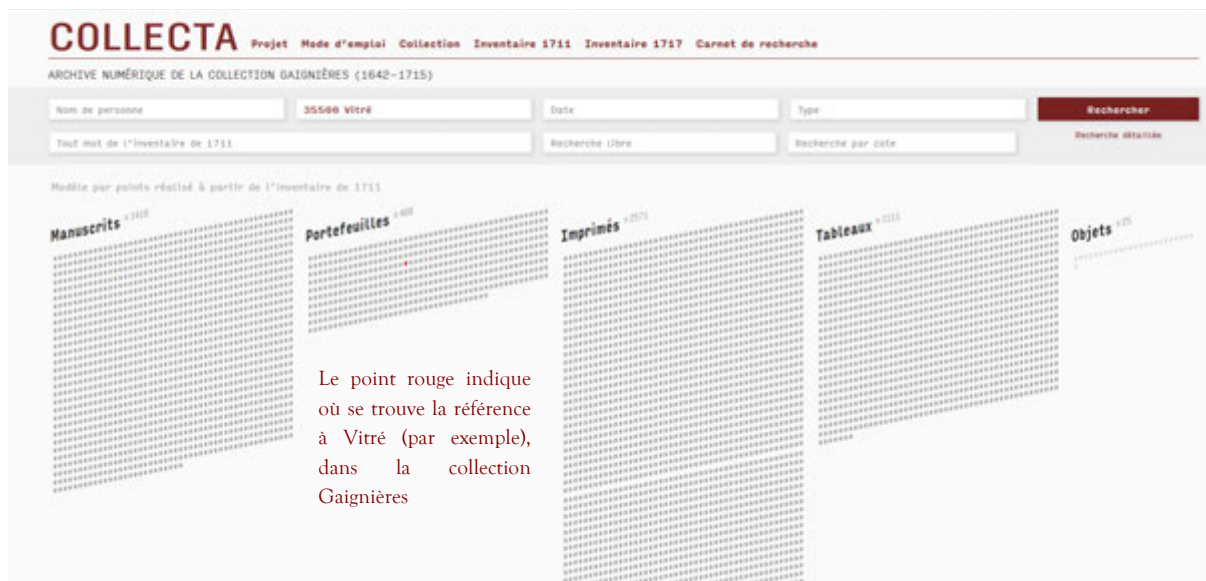 COLLECTA Projet Mode d'emploi Collection Inventaire 1711 Inventaire 1717 Carnet de recherche
ARCHIVE NUMÉRIQUE DE LA COLLECTION GAIGNIÈRES (1642-1715)
Nom de personne 35500 Vitré Date Type Rechercher
Tout mot de l'inventaire de 1711 Recherche libre Recherche par cote Recherche détaillée
Modèle par points réalisé à partir de l'inventaire de 1711
Manuscrits Portefeuilles Imprimés Tableaux Objets
Le point rouge indique
où se trouve la référence
à Vitré (par exemple),
dans la collection
Gaignières